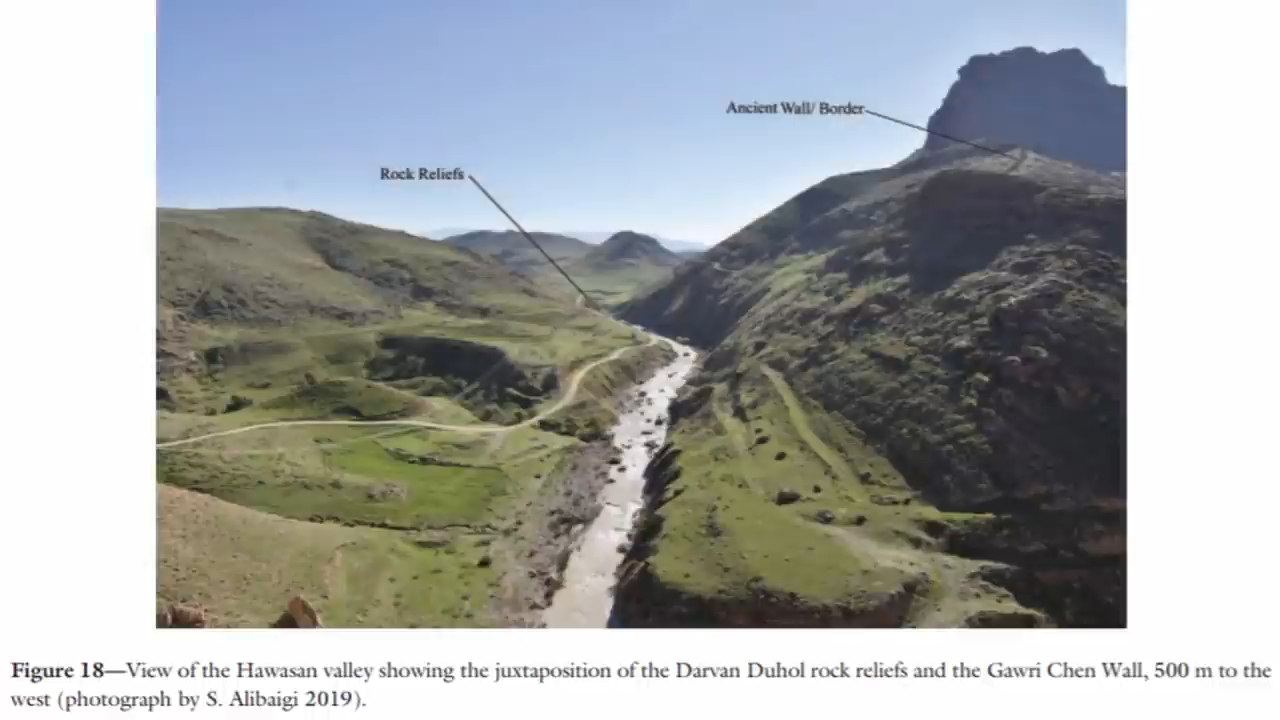 Ancient Wall/ Border
Rock Reliefs
Figure 18—View of the Hawasan valley showing the juxtaposition of the Darvan Duhol rock reliefs and the Gawri Chen Wall, 500 m to the
west (photograph by S. Alibaigi 2019).